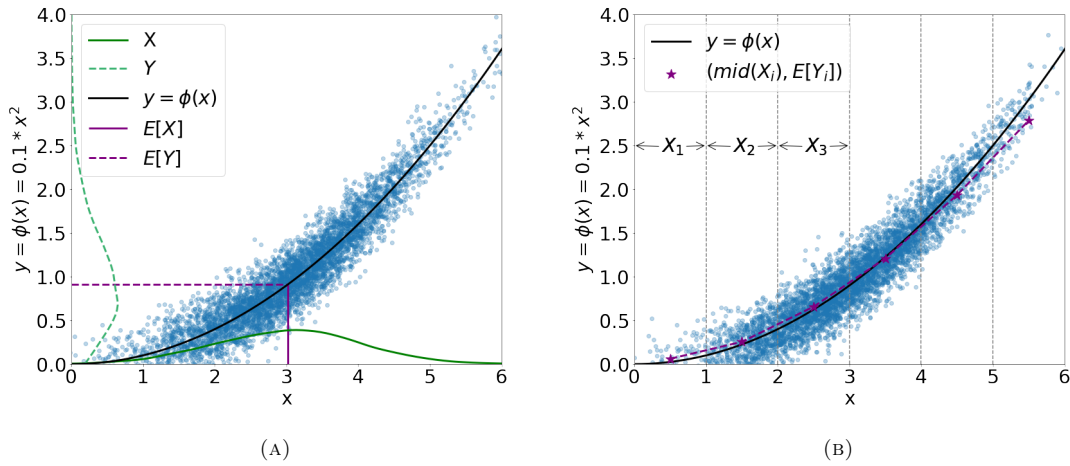 y = ϕ(x) = 0.1 * x²
4.0
3.5
3.0
2.5
2.0
1.5
1.0
0.5
0.0
X
Y
y = ϕ(x)
E[X]
E[Y]
0 1 2 3 4 5 6
x
(A)
y = ϕ(x) = 0.1 * x²
4.0
3.5
3.0
2.5
2.0
1.5
1.0
0.5
0.0
y = ϕ(x)
(mid(Xᵢ), E[Yᵢ])
X₁ X₂ X₃
0 1 2 3 4 5 6
x
(B)